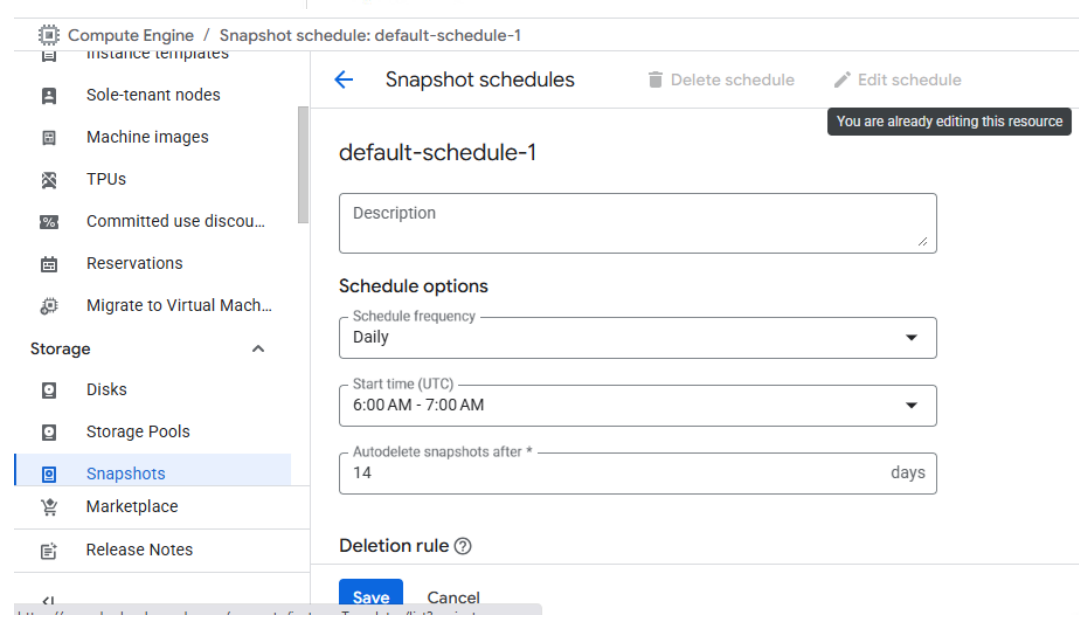 Compute Engine / Snapshot schedule: default-schedule-1
Instance templates
Sole-tenant nodes
Machine images
TPUs
Committed use discou...
Reservations
Migrate to Virtual Mach...
Storage
Disks
Storage Pools
Snapshots
Marketplace
Release Notes
Snapshot schedules
Delete schedule
Edit schedule
You are already editing this resource
default-schedule-1
Description
Schedule options
Schedule frequency
Daily
Start time (UTC)
6:00 AM - 7:00 AM
Autodelete snapshots after *
14 days
Deletion rule
Save Cancel